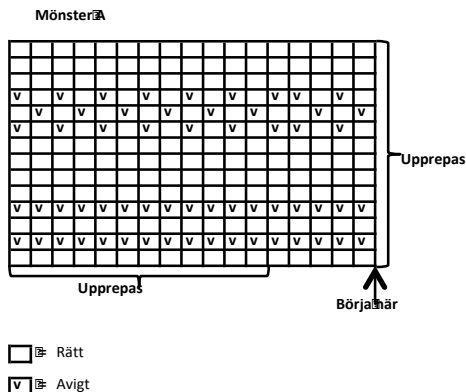 Mönster A
v v v v v v v v v
v v v v v v v v
v v v v v v v v v
Upprepas
v v v v v v v v v v v v v v v v v
v v v v v v v v v v v v v v v v v
Upprepas
Börja här
= Rätt
v = Avigt